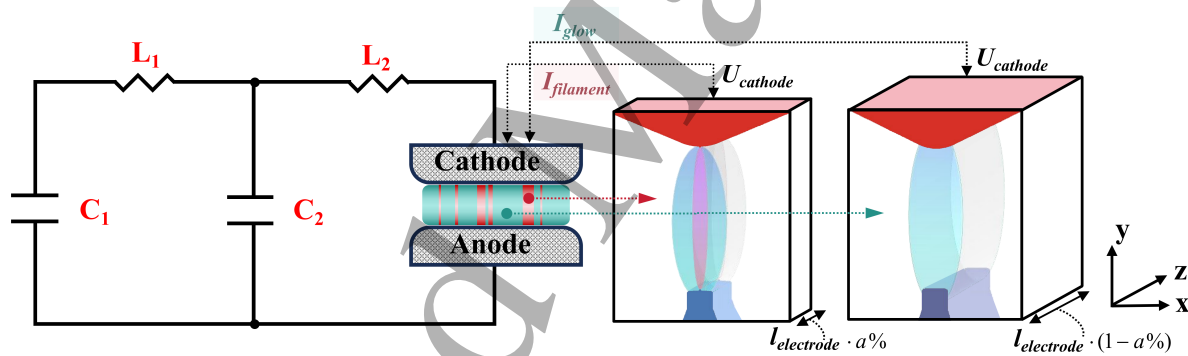 I_glow
L₁
L₂
U_cathode
U_cathode
I_filament
Cathode
C₁
C₂
Anode
y
z
x
l_electrode · a%
l_electrode · (1− a%)